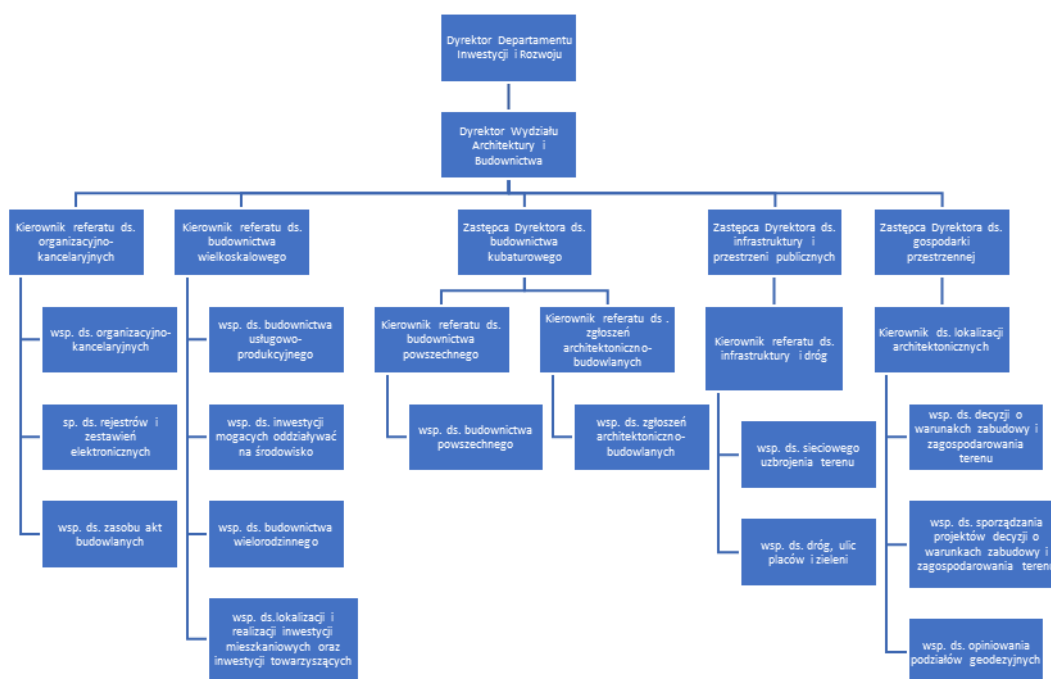 Dyrektor Departamentu
Inwestycji i Rozwoju
Dyrektor Wydziału
Architektury i
Budownictwa
Kierownik referatu ds.
organizacyjno-
kancelaryjnych
Kierownik referatu ds.
budownictwa
wielkoskalowego
Zastępca Dyrektora ds.
budownictwa
kubaturowego
Zastępca Dyrektora ds.
infrastruktury i
przestrzeni publicznych
Zastępca Dyrektora ds.
gospodarki
przestrzennej
wsp. ds. organizacyjno-
kancelaryjnych
wsp. ds. budownictwa
usługowo-
produkcyjnego
Kierownik referatu ds.
budownictwa
powszechnego
Kierownik referatu ds .
zgłoszeń
architektoniczno-
budowlanych
Kierownik referatu ds.
infrastruktury i dróg
Kierownik ds. lokalizacji
architektonicznych
sp. ds. rejestrów i
zestawień
elektronicznych
wsp. ds. inwestycji
mogacych oddziaływać
na środowisko
wsp. ds. budownictwa
powszechnego
wsp. ds. zgłoszeń
architektoniczno-
budowlanych
wsp. ds. sieciowego
uzbrojenia terenu
wsp. ds. decyzji o
warunakch zabudowy i
zagospodarowania
terenu
wsp. ds. zasobu akt
budowlanych
wsp. ds. budownictwa
wielorodzinnego
wsp. ds. dróg, ulic
placów i zieleni
wsp. ds. sporządzania
projektów decyzji o
warunkach zabudowy i
zagospodarowania terenu
wsp. ds.lokalizacji i
realizacji inwestycji
mieszkaniowych oraz
inwestycji towarzyszących
wsp. ds. opiniowania
podziałów geodezyjnych